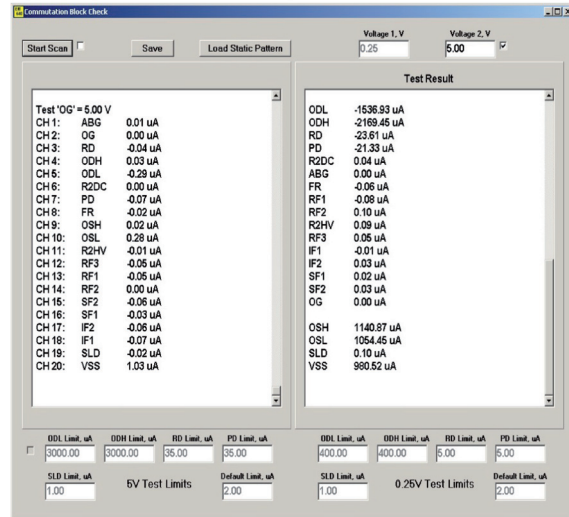 Commutation Block Check
Start Scan
Save
Load Static Pattern
Voltage 1, V
0.25
Voltage 2, V
5.00
Test 'OG' = 5.00 V
CH 1: ABG 0.01 uA
CH 2: OG 0.00 uA
CH 3: RD -0.04 uA
CH 4: ODH 0.03 uA
CH 5: ODL -0.29 uA
CH 6: R2DC 0.00 uA
CH 7: PD -0.07 uA
CH 8: FR -0.02 uA
CH 9: OSH 0.02 uA
CH 10: OSL 0.28 uA
CH 11: R2HV -0.01 uA
CH 12: RF3 -0.05 uA
CH 13: RF1 -0.05 uA
CH 14: RF2 0.00 uA
CH 15: SF2 -0.06 uA
CH 16: SF1 -0.03 uA
CH 17: IF2 -0.06 uA
CH 18: IF1 -0.07 uA
CH 19: SLD -0.02 uA
CH 20: VSS 1.03 uA
Test Result
ODL -1536.93 uA
ODH -2169.45 uA
RD -23.61 uA
PD -21.33 uA
R2DC 0.04 uA
ABG 0.00 uA
FR -0.06 uA
RF1 -0.08 uA
RF2 0.10 uA
R2HV 0.09 uA
RF3 0.05 uA
IF1 -0.01 uA
IF2 0.03 uA
SF1 0.02 uA
SF2 0.03 uA
OG 0.00 uA
OSH 1140.87 uA
OSL 1054.45 uA
SLD 0.10 uA
VSS 980.52 uA
ODL Limit, uA ODH Limit, uA RD Limit, uA PD Limit, uA
3000.00 3000.00 35.00 35.00
SLD Limit, uA 5V Test Limits Default Limit, uA
1.00 2.00
ODL Limit, uA ODH Limit, uA RD Limit, uA PD Limit, uA
400.00 400.00 5.00 5.00
SLD Limit, uA 0.25V Test Limits Default Limit, uA
1.00 2.00